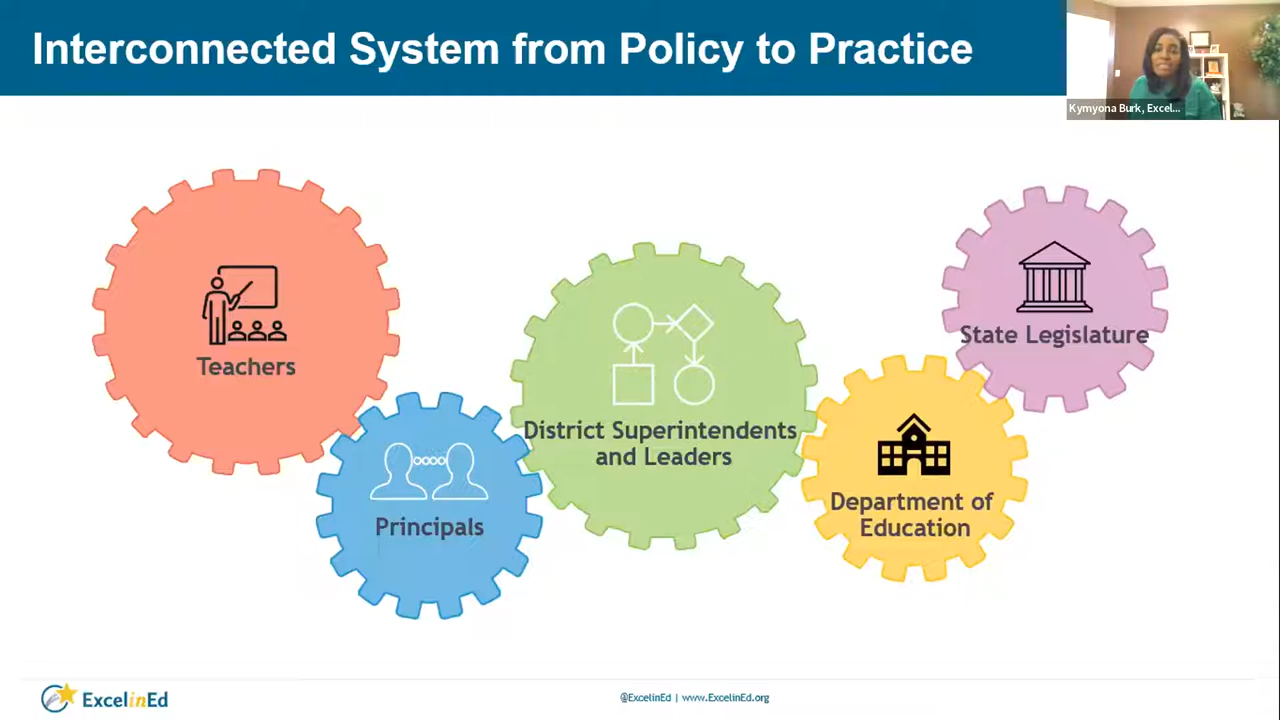 Interconnected System from Policy to Practice
Kymyona Burk, Excel...
Teachers
Principals
District Superintendents
and Leaders
Department of
Education
State Legislature
ExcelinEd
@ExcelinEd | www.ExcelinEd.org